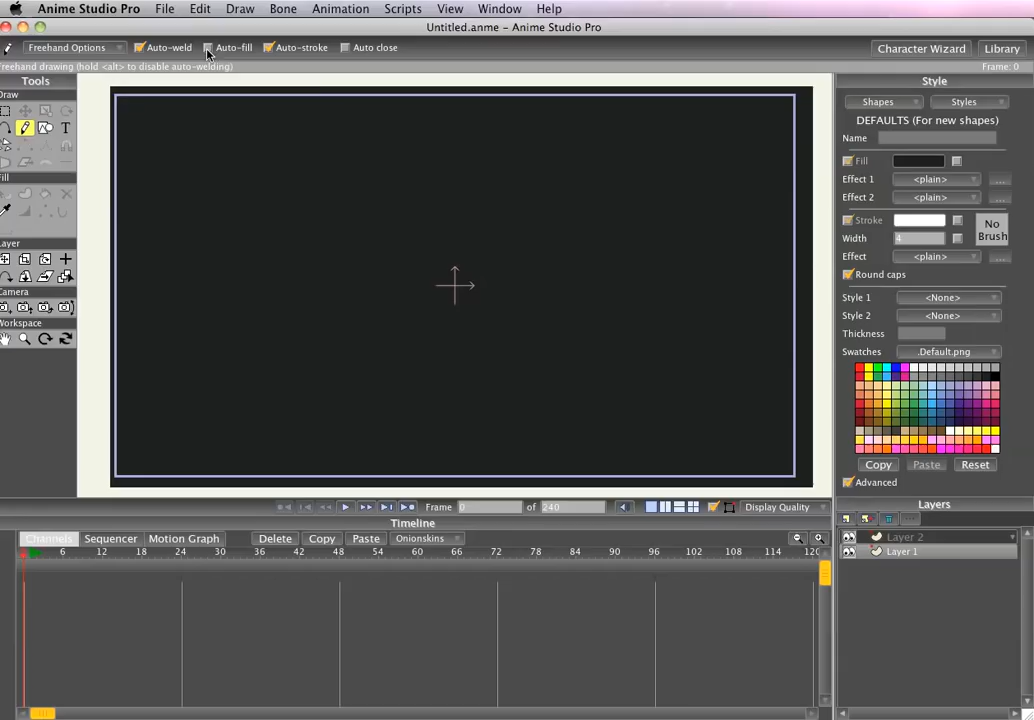 Anime Studio Pro File Edit Draw Bone Animation Scripts View Window Help
Untitled.anme - Anime Studio Pro
Freehand Options Auto-weld Auto-fill Auto-stroke Auto close Character Wizard Library
Freehand drawing (hold <alt> to disable auto-welding) Frame: 0
Tools
Draw
T
Fill
Layer
Camera
Workspace
Style
Shapes Styles
DEFAULTS (For new shapes)
Name
Fill
Effect 1 <plain> ...
Effect 2 <plain> ...
Stroke No Brush
Width 4
Effect <plain> ...
Round caps
Style 1 <None>
Style 2 <None>
Thickness
Swatches .Default.png
Copy Paste Reset
Advanced
Frame 0 of 240 Display Quality
Timeline
Channels Sequencer Motion Graph Delete Copy Paste Onionskins
6 12 18 24 30 36 42 48 54 60 66 72 78 84 90 96 102 108 114 120
Layers
Layer 2
Layer 1